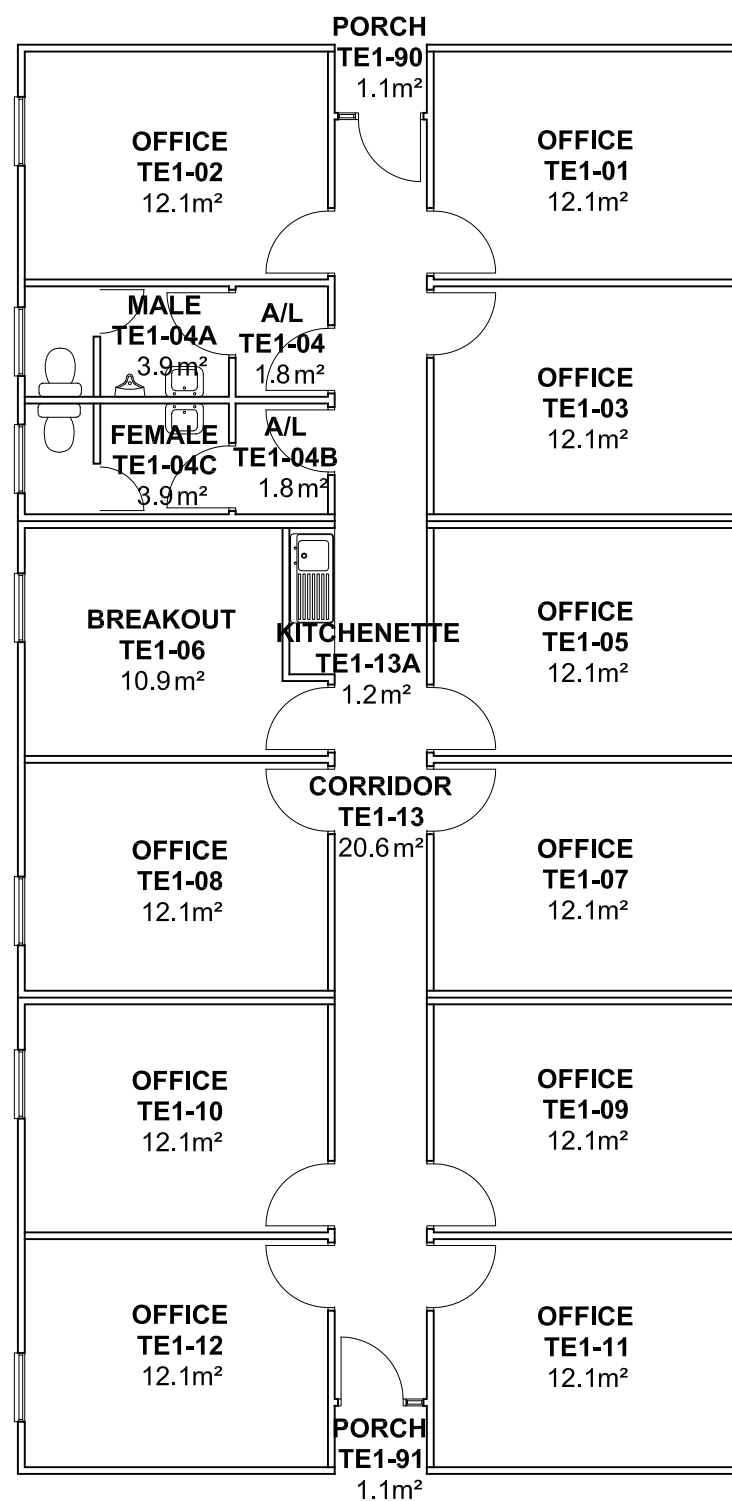 PORCH
TE1-90
1.1m²
OFFICE
TE1-02
12.1m²
OFFICE
TE1-01
12.1m²
MALE
TE1-04A
3.9m²
A/L
TE1-04
1.8m²
OFFICE
TE1-03
12.1m²
FEMALE
TE1-04C
3.9m²
A/L
TE1-04B
1.8m²
BREAKOUT
TE1-06
10.9m²
KITCHENETTE
TE1-13A
1.2m²
OFFICE
TE1-05
12.1m²
CORRIDOR
TE1-13
20.6m²
OFFICE
TE1-08
12.1m²
OFFICE
TE1-07
12.1m²
OFFICE
TE1-10
12.1m²
OFFICE
TE1-09
12.1m²
OFFICE
TE1-12
12.1m²
OFFICE
TE1-11
12.1m²
PORCH
TE1-91
1.1m²